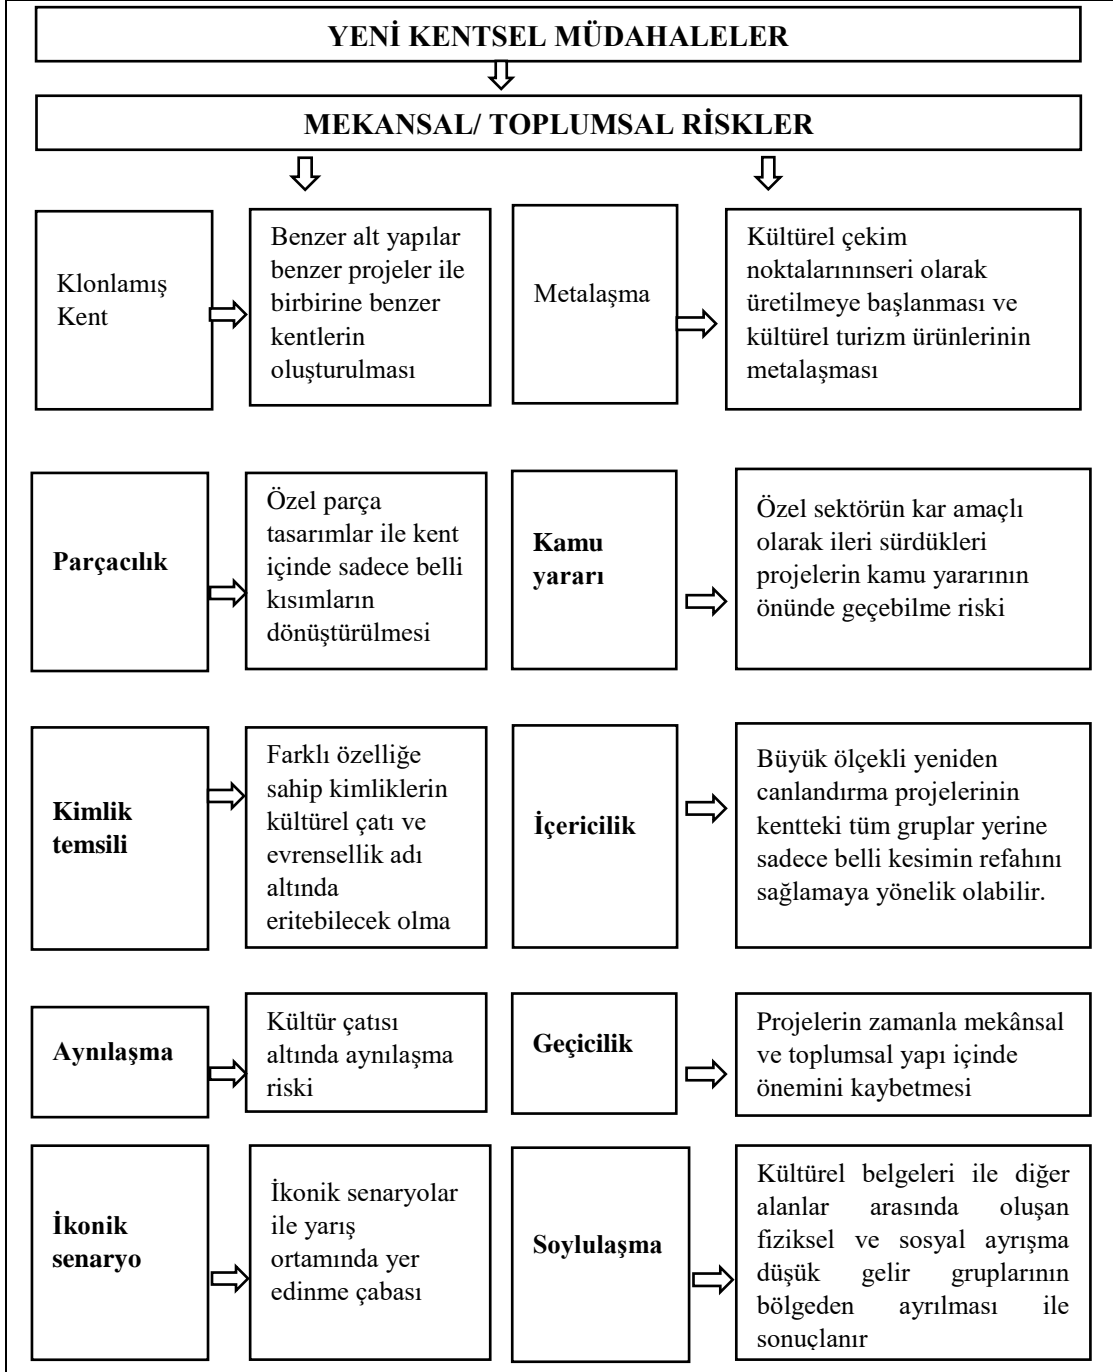 YENİ KENTSEL MÜDAHALELER
MEKANSAL/ TOPLUMSAL RİSKLER
Klonlamış
Kent
Benzer alt yapılar
benzer projeler ile
birbirine benzer
kentlerin
oluşturulması
Metalaşma
Kültürel çekim
noktalarınınseri olarak
üretilmeye başlanması ve
kültürel turizm ürünlerinin
metalaşması
Parçacılık
Özel parça
tasarımlar ile kent
içinde sadece belli
kısımların
dönüştürülmesi
Kamu
yararı
Özel sektörün kar amaçlı
olarak ileri sürdükleri
projelerin kamu yararının
önünde geçebilme riski
Kimlik
temsili
Farklı özelliğe
sahip kimliklerin
kültürel çatı ve
evrensellik adı
altında
eritebilecek olma
İçericilik
Büyük ölçekli yeniden
canlandırma projelerinin
kentteki tüm gruplar yerine
sadece belli kesimin refahını
sağlamaya yönelik olabilir.
Aynılaşma
Kültür çatısı
altında aynılaşma
riski
Geçicilik
Projelerin zamanla mekânsal
ve toplumsal yapı içinde
önemini kaybetmesi
İkonik
senaryo
İkonik senaryolar
ile yarış
ortamında yer
edinme çabası
Soylulaşma
Kültürel belgeleri ile diğer
alanlar arasında oluşan
fiziksel ve sosyal ayrışma
düşük gelir gruplarının
bölgeden ayrılması ile
sonuçlanır